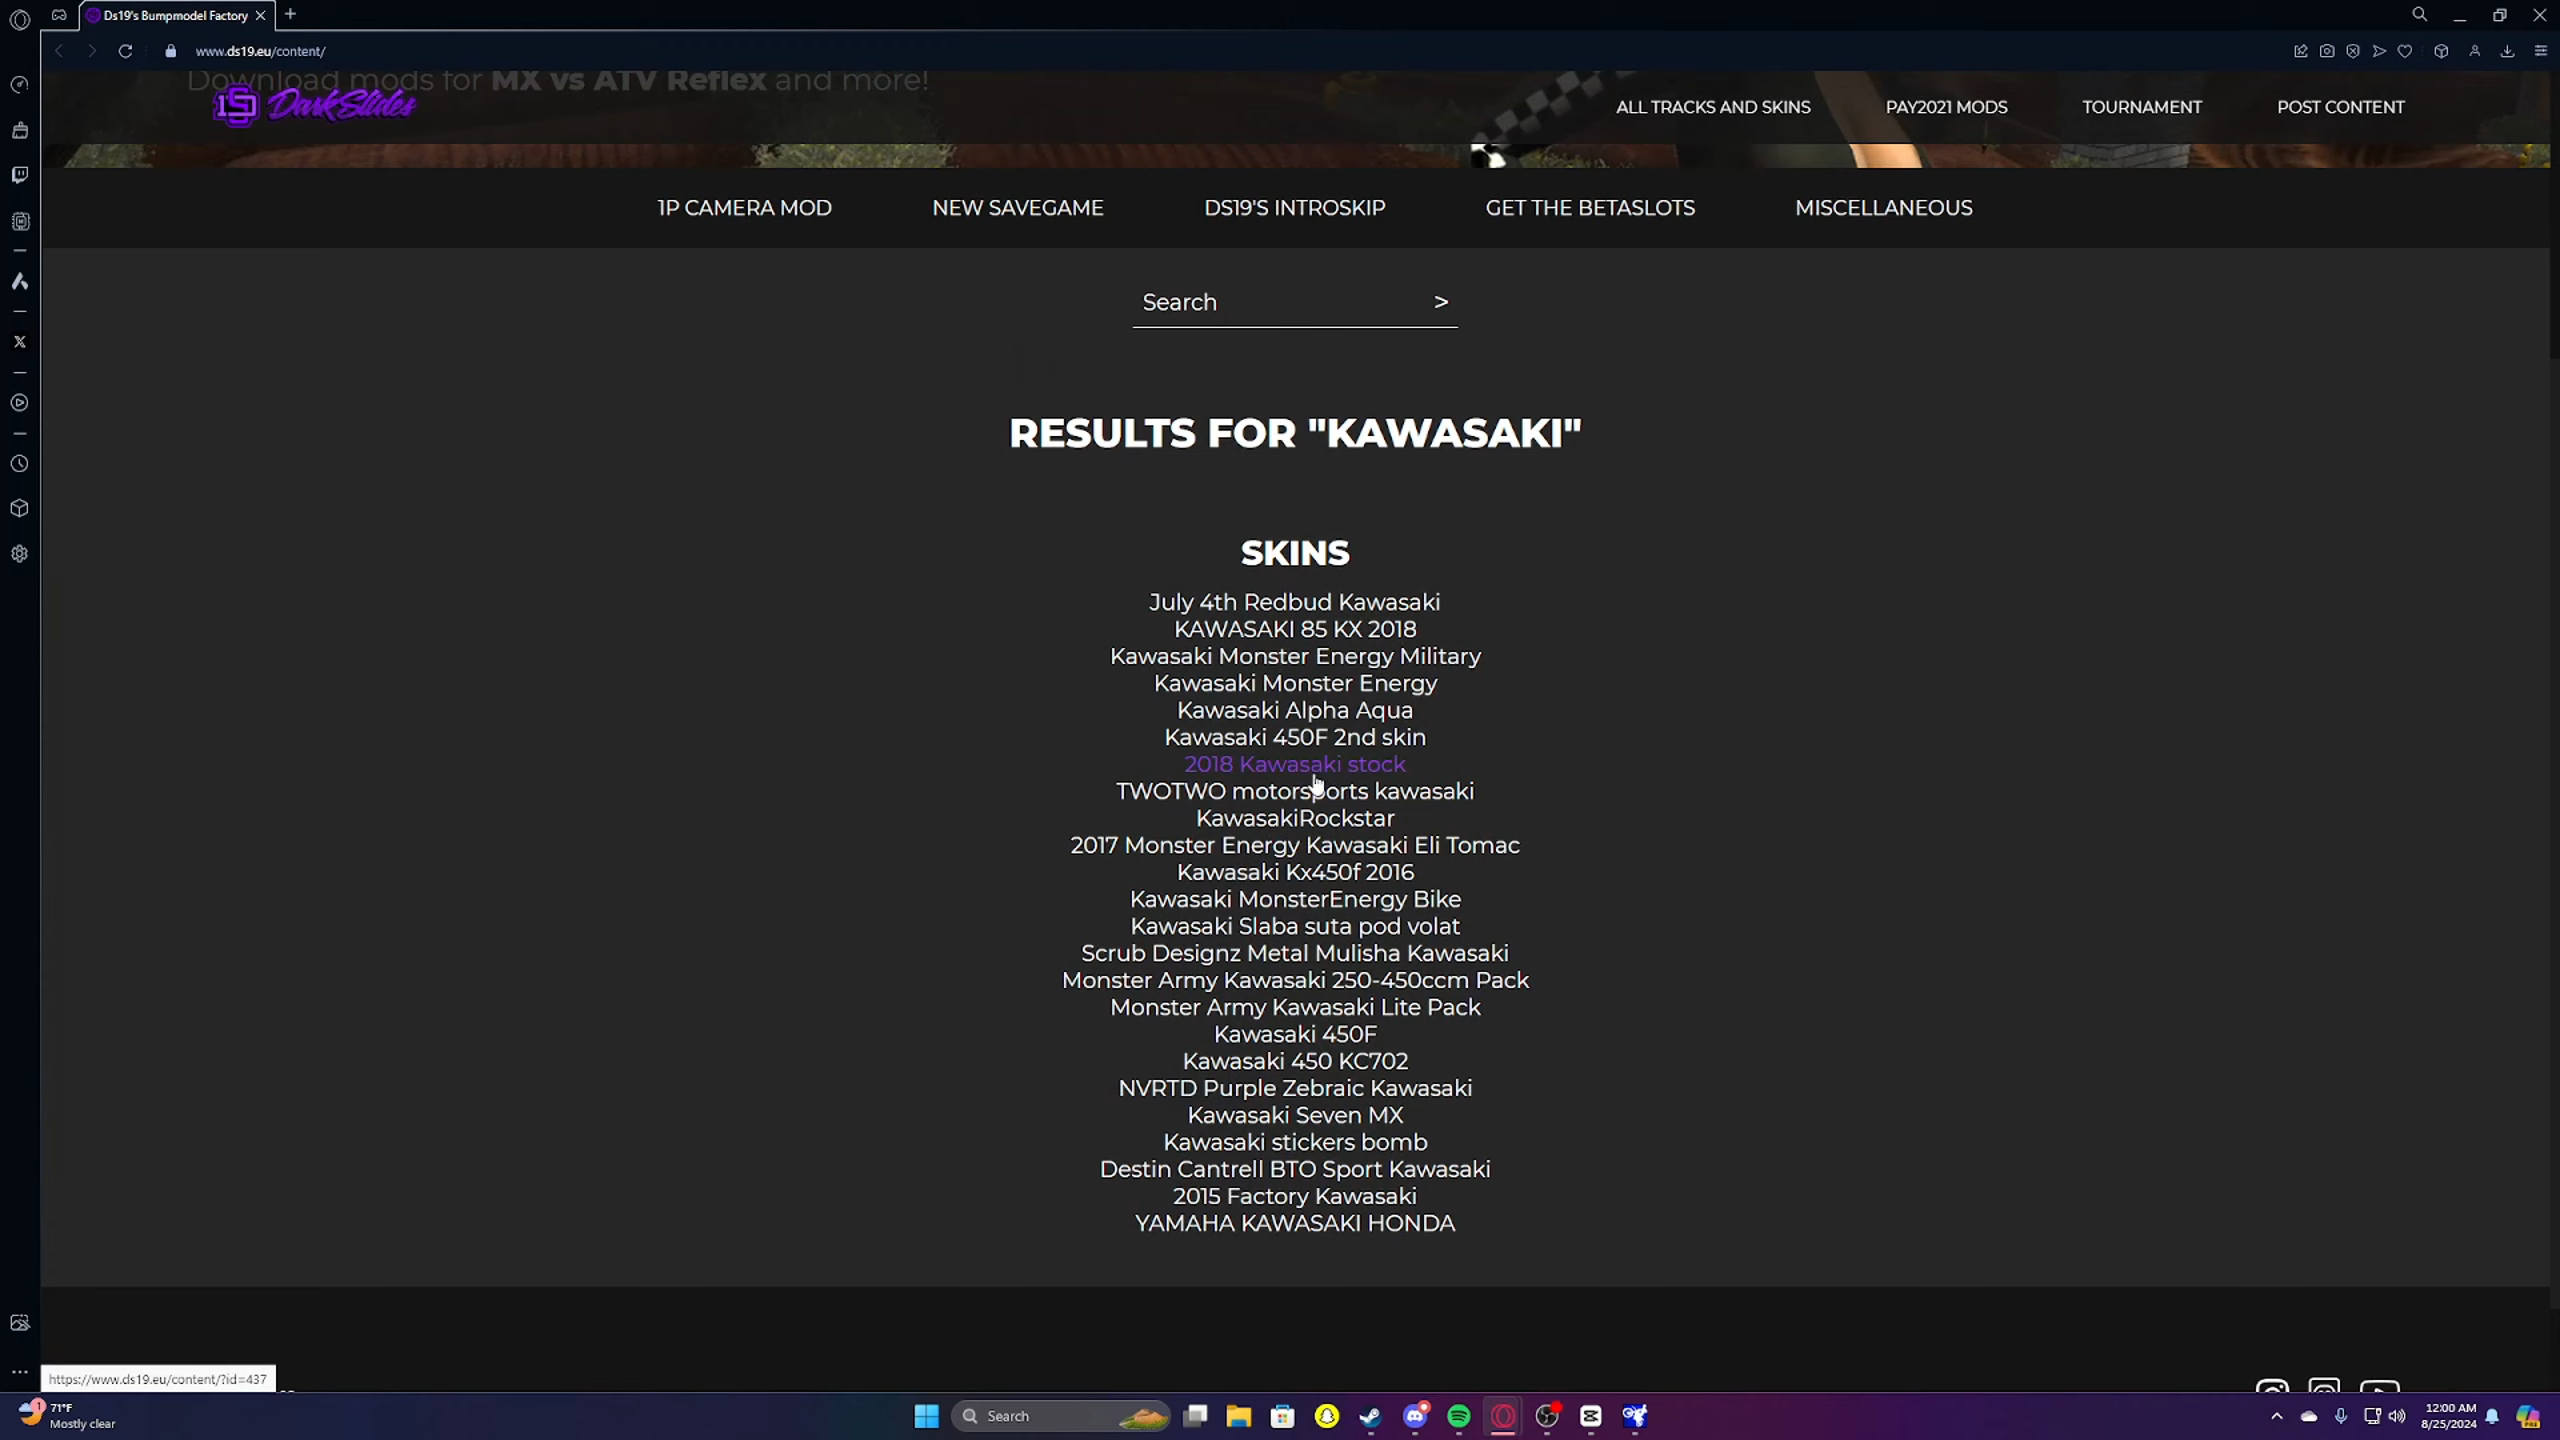 Ds19's Bumpmodel Factory
www.ds19.eu/content/
Download mods for MX vs ATV Reflex and more!
DarkSlides
ALL TRACKS AND SKINS
PAY2021 MODS
TOURNAMENT
POST CONTENT
1P CAMERA MOD
NEW SAVEGAME
DS19'S INTROSKIP
GET THE BETASLOTS
MISCELLANEOUS
Search >
RESULTS FOR "KAWASAKI"
SKINS
July 4th Redbud Kawasaki
KAWASAKI 85 KX 2018
Kawasaki Monster Energy Military
Kawasaki Monster Energy
Kawasaki Alpha Aqua
Kawasaki 450F 2nd skin
2018 Kawasaki stock
TWOTWO motorsports kawasaki
KawasakiRockstar
2017 Monster Energy Kawasaki Eli Tomac
Kawasaki Kx450f 2016
Kawasaki MonsterEnergy Bike
Kawasaki Slaba suta pod volat
Scrub Designz Metal Mulisha Kawasaki
Monster Army Kawasaki 250-450ccm Pack
Monster Army Kawasaki Lite Pack
Kawasaki 450F
Kawasaki 450 KC702
NVRTD Purple Zebraic Kawasaki
Kawasaki Seven MX
Kawasaki stickers bomb
Destin Cantrell BTO Sport Kawasaki
2015 Factory Kawasaki
YAMAHA KAWASAKI HONDA
https://www.ds19.eu/content/?id=437
1
71°F
Mostly clear
Search
12:00 AM
8/25/2024